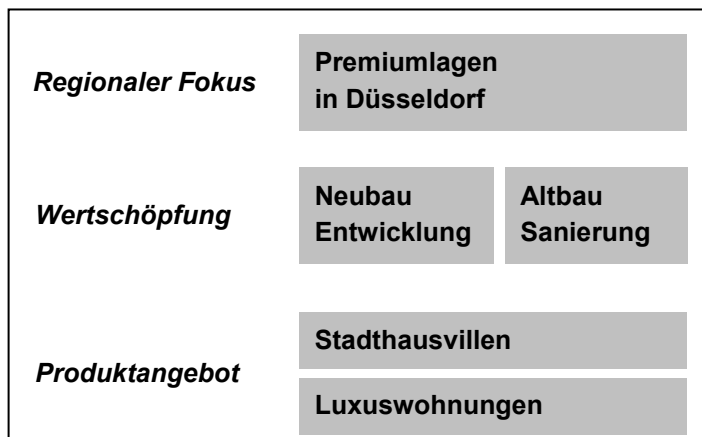 Regionaler Fokus
Premiumlagen
in Düsseldorf
Wertschöpfung
Neubau
Entwicklung
Altbau
Sanierung
Produktangebot
Stadthausvillen
Luxuswohnungen